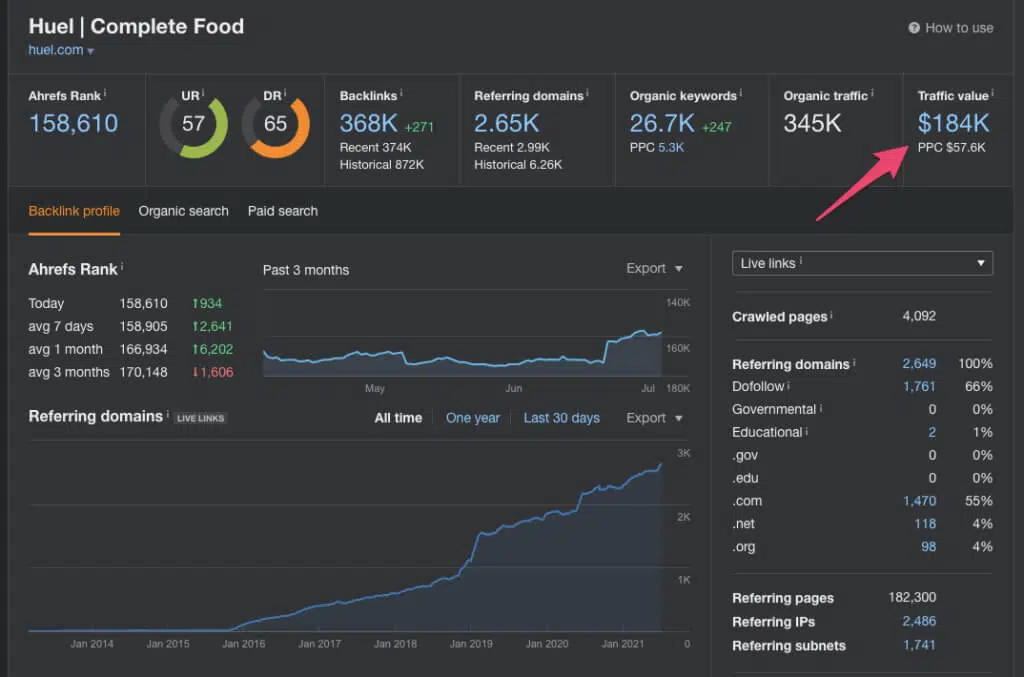 Huel | Complete Food
How to use
huel.com
Ahrefs Rank i
158,610
UR i
57
DR i
65
Backlinks i
368K +271
Recent 374K
Historical 872K
Referring domains i
2.65K
Recent 2.99K
Historical 6.26K
Organic keywords i
26.7K +247
PPC 5.3K
Organic traffic i
345K
Traffic value i
$184K
PPC $57.6K
Backlink profile Organic search Paid search
Ahrefs Rank i
Today 158,610 ↑934
avg 7 days 158,905 ↑2,641
avg 1 month 166,934 ↑6,202
avg 3 months 170,148 ↓1,606
Past 3 months
Export
140K
160K
180K
May Jun Jul
Referring domains i LIVE LINKS
All time One year Last 30 days Export
3K
2K
1K
0
Jan 2014 Jan 2015 Jan 2016 Jan 2017 Jan 2018 Jan 2019 Jan 2020 Jan 2021
Live links i
Crawled pages i 4,092
Referring domains i 2,649 100%
Dofollow i 1,761 66%
Governmental i 0 0%
Educational i 2 1%
.gov 0 0%
.edu 0 0%
.com 1,470 55%
.net 118 4%
.org 98 4%
Referring pages 182,300
Referring IPs 2,486
Referring subnets 1,741